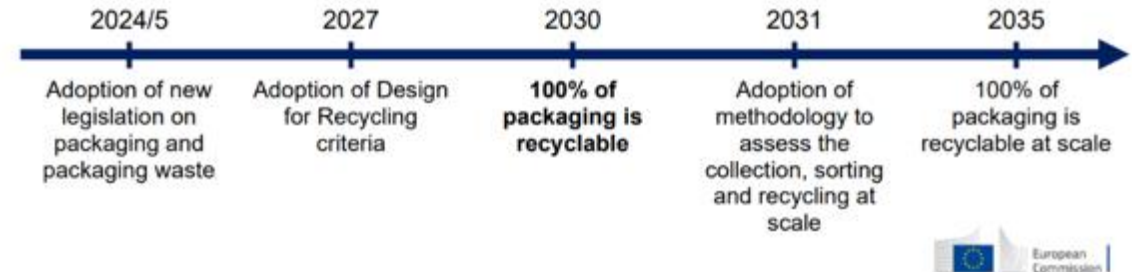 2024/5
2027
2030
2031
2035
Adoption of new
legislation on
packaging and
packaging waste
Adoption of Design
for Recycling
criteria
100% of
packaging is
recyclable
Adoption of
methodology to
assess the
collection, sorting
and recycling at
scale
100% of
packaging is
recyclable at scale
European
Commission